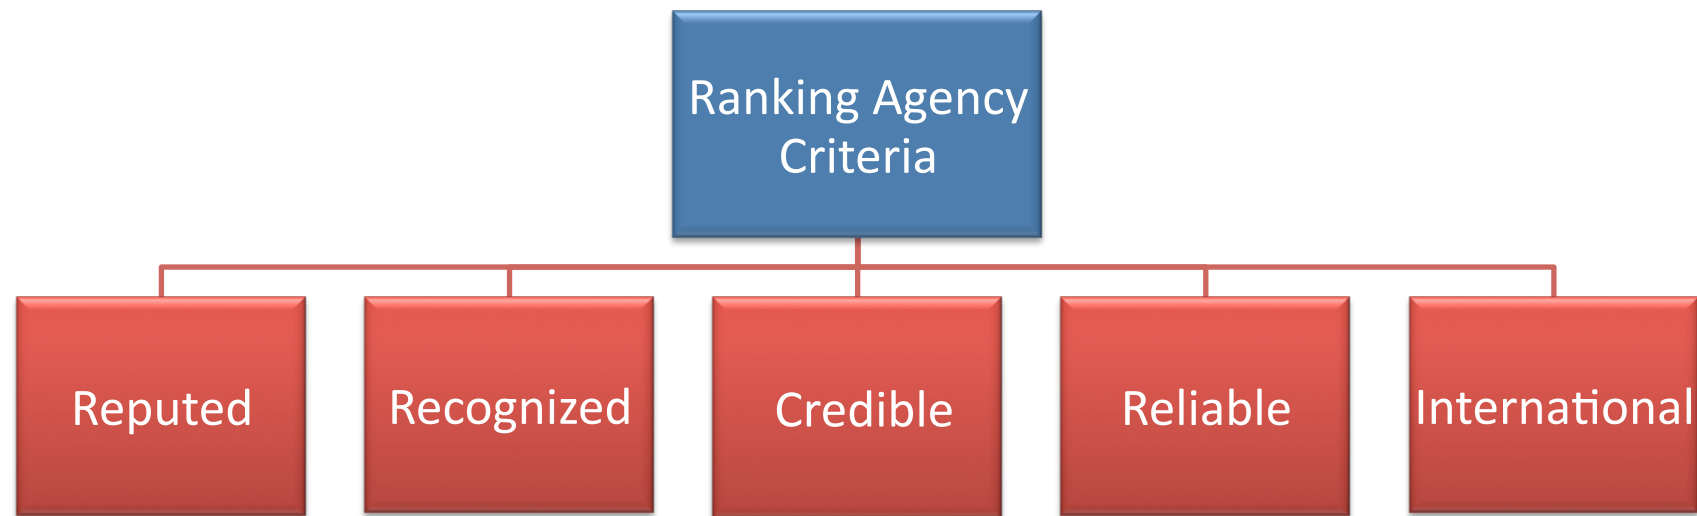 Ranking Agency
Criteria
Reputed
Recognized
Credible
Reliable
International